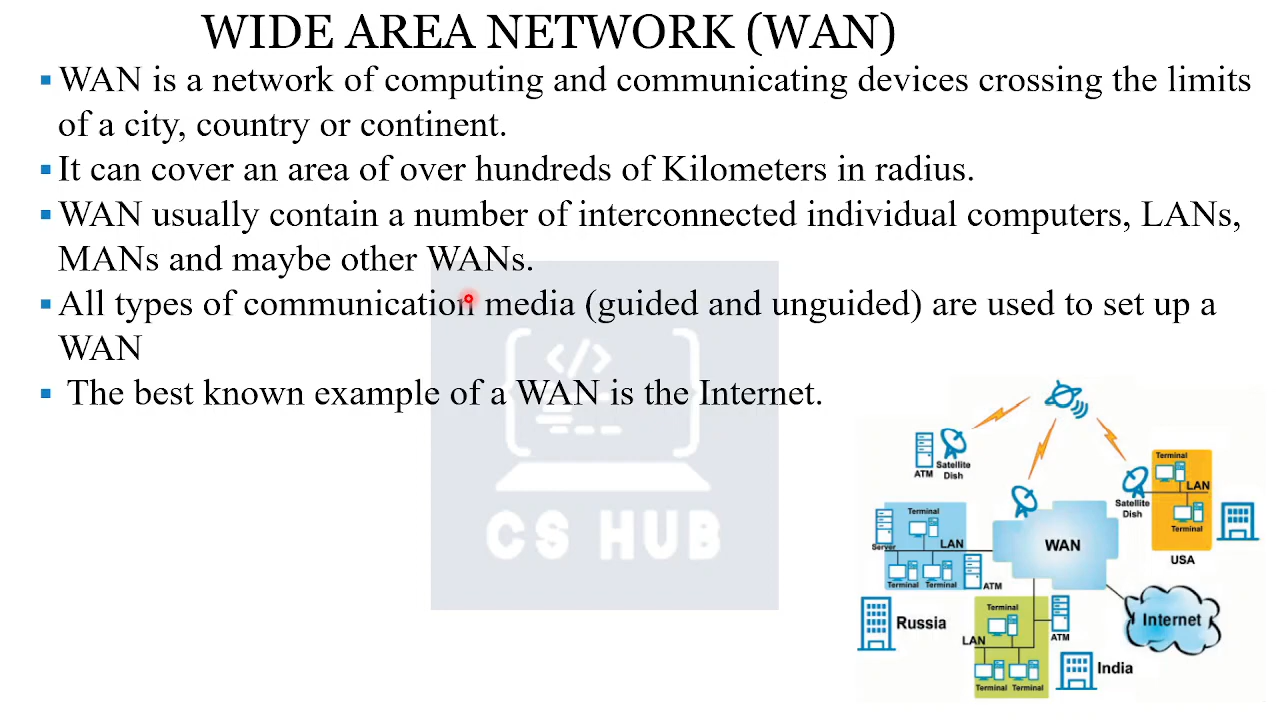 WIDE AREA NETWORK (WAN)
▪ WAN is a network of computing and communicating devices crossing the limits
of a city, country or continent.
▪ It can cover an area of over hundreds of Kilometers in radius.
▪ WAN usually contain a number of interconnected individual computers, LANs,
MANs and maybe other WANs.
▪ All types of communication media (guided and unguided) are used to set up a
WAN
▪ The best known example of a WAN is the Internet.
</>
CS HUB
ATM
Satellite
Dish
Terminal
LAN
Satellite
Dish
Terminal
USA
Terminal
Server
LAN
Terminal
Terminal
ATM
WAN
Internet
Russia
Terminal
LAN
ATM
Terminal
Terminal
India